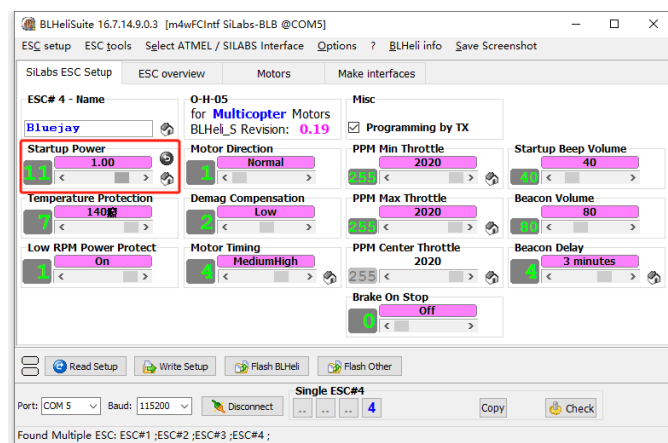 BLHeliSuite 16.7.14.9.0.3 [m4wFCIntf SiLabs-BLB @COM5]
ESC setup ESC tools Select ATMEL / SILABS Interface Options ? BLHeli info Save Screenshot
SiLabs ESC Setup ESC overview Motors Make interfaces
ESC# 4 - Name O-H-05 Misc
for Multicopter Motors
Bluejay BLHeli_S Revision: 0.19 Programming by TX
Startup Power Motor Direction PPM Min Throttle Startup Beep Volume
1.00 Normal 2020 40
11 1 255 40
Temperature Protection Demag Compensation PPM Max Throttle Beacon Volume
140 Low 2020 80
7 2 255 80
Low RPM Power Protect Motor Timing PPM Center Throttle Beacon Delay
On MediumHigh 2020 3 minutes
1 4 255 4
Brake On Stop
Off
0
Read Setup Write Setup Flash BLHeli Flash Other
Single ESC#4
Port: COM 5 Baud: 115200 Disconnect .. .. .. 4 Copy Check
Found Multiple ESC: ESC#1 ;ESC#2 ;ESC#3 ;ESC#4 ;